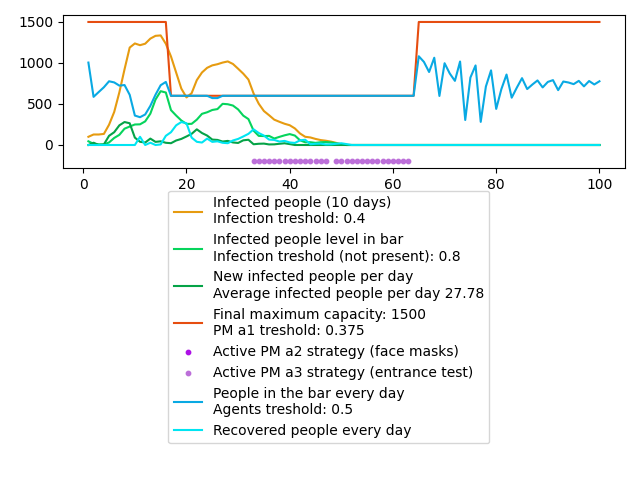 1500
1000
500
0
0
20
40
60
80
100
Infected people (10 days)
Infection treshold: 0.4
Infected people level in bar
Infection treshold (not present): 0.8
New infected people per day
Average infected people per day 27.78
Final maximum capacity: 1500
PM a1 treshold: 0.375
Active PM a2 strategy (face masks)
Active PM a3 strategy (entrance test)
People in the bar every day
Agents treshold: 0.5
Recovered people every day